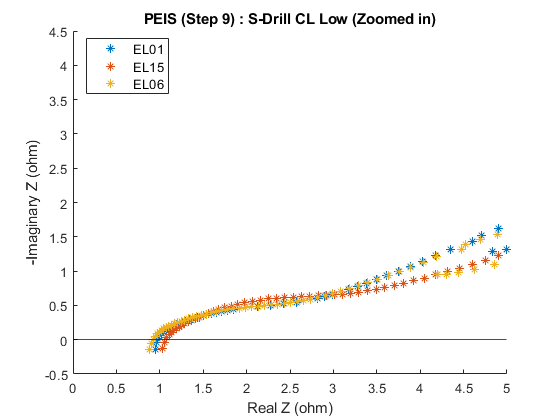 PEIS (Step 9) : S-Drill CL Low (Zoomed in)
EL01
EL15
EL06
4.5
4
3.5
3
2.5
2
1.5
1
0.5
0
-0.5
-Imaginary Z (ohm)
0 0.5 1 1.5 2 2.5 3 3.5 4 4.5 5
Real Z (ohm)